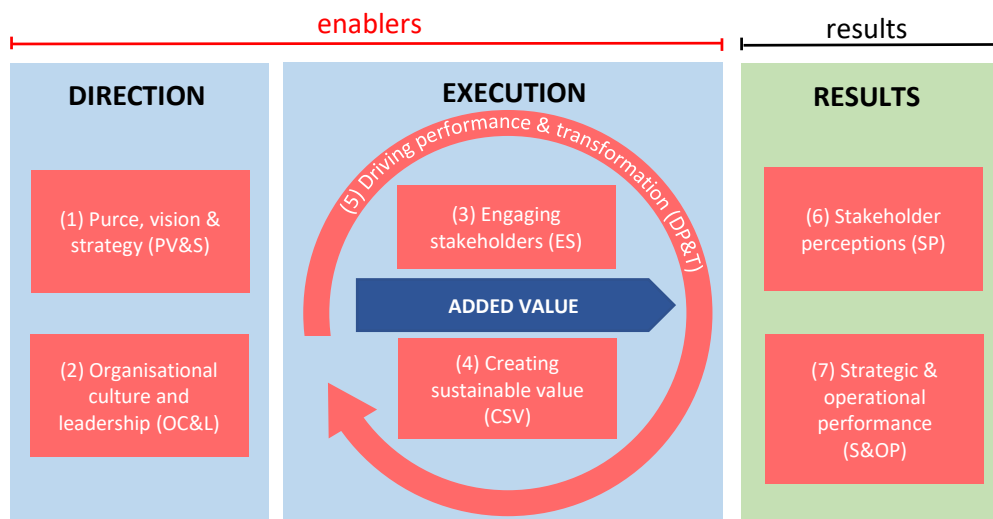 enablers
results
DIRECTION
EXECUTION
RESULTS
(1) Purce, vision &
strategy (PV&S)
(2) Organisational
culture and
leadership (OC&L)
(5) Driving performance & transformation (DP&T)
(3) Engaging
stakeholders (ES)
ADDED VALUE
(4) Creating
sustainable value
(CSV)
(6) Stakeholder
perceptions (SP)
(7) Strategic &
operational
performance
(S&OP)